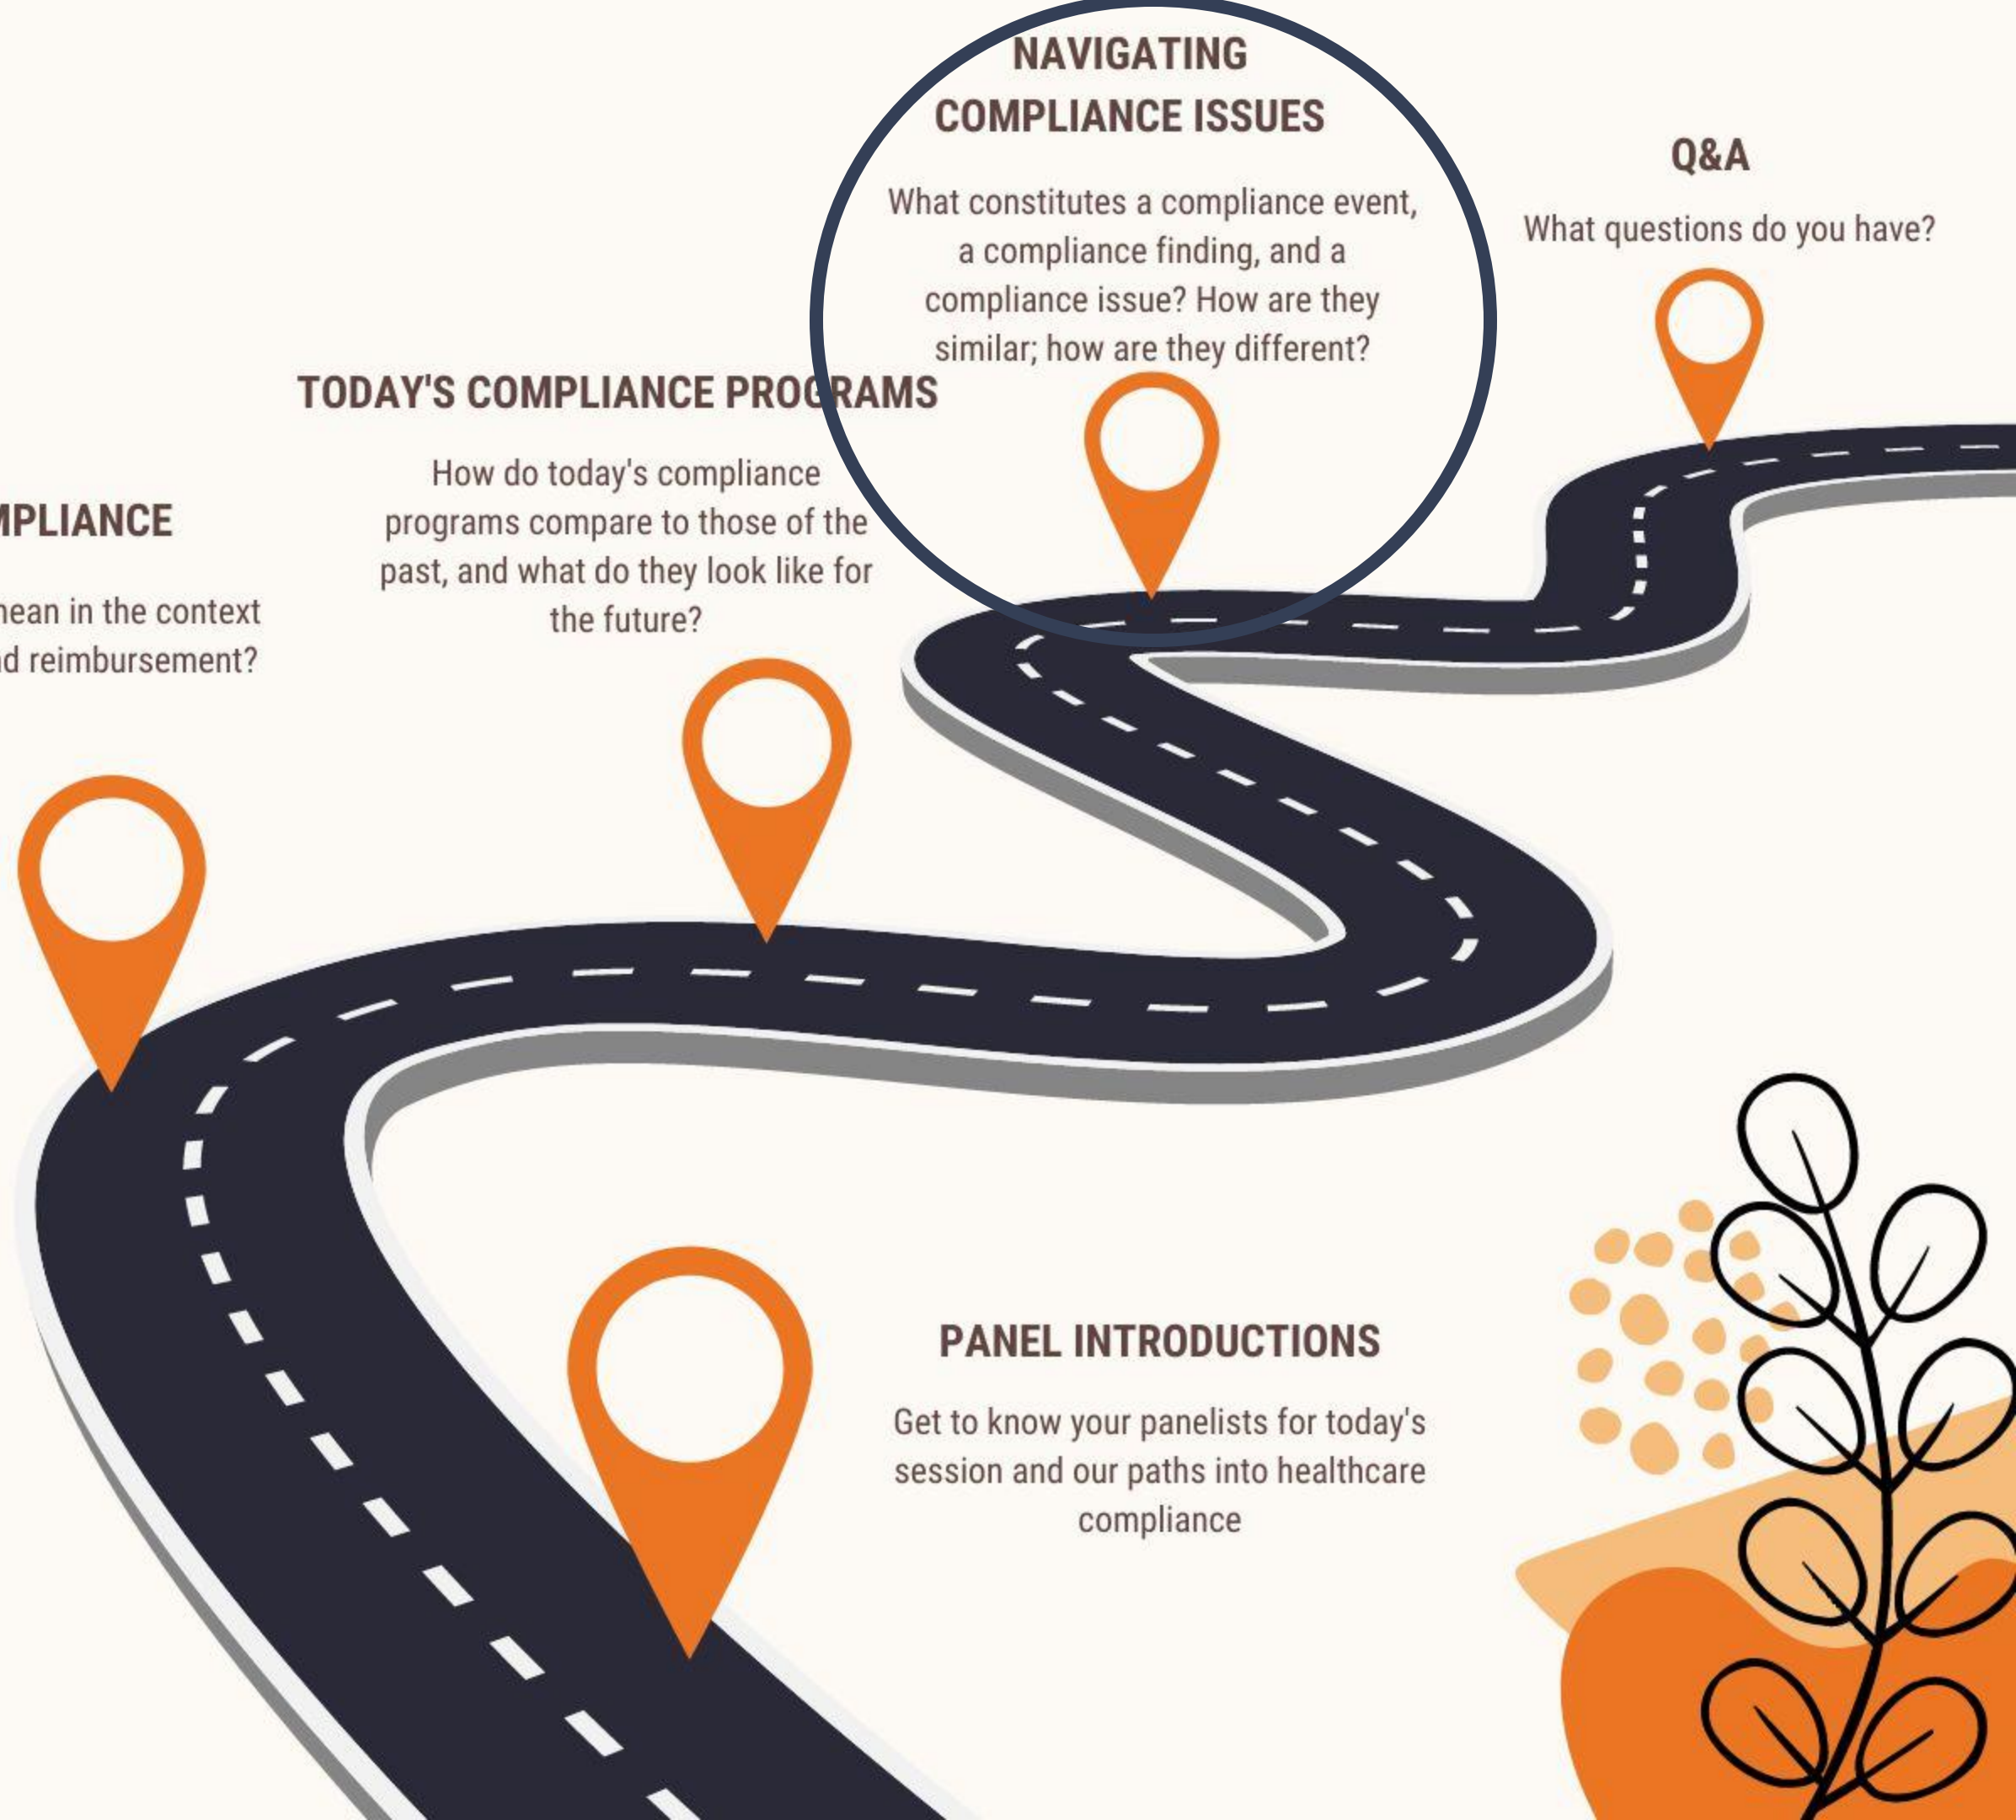 NAVIGATING
COMPLIANCE ISSUES
What constitutes a compliance event,
a compliance finding, and a
compliance issue? How are they
similar; how are they different?
Q&A
What questions do you have?
TODAY'S COMPLIANCE PROGRAMS
How do today's compliance
programs compare to those of the
past, and what do they look like for
the future?
MPLIANCE
mean in the context
d reimbursement?
PANEL INTRODUCTIONS
Get to know your panelists for today's
session and our paths into healthcare
compliance